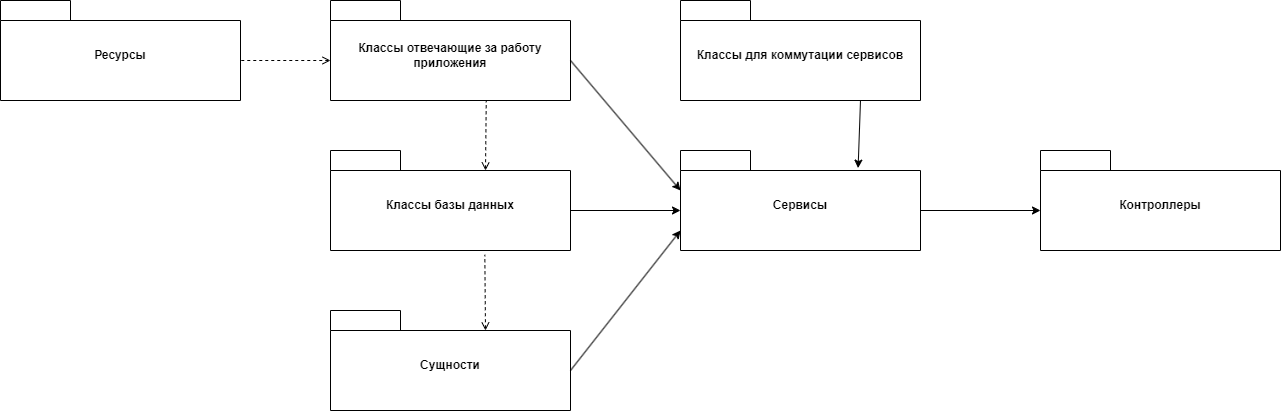 Ресурсы
Классы отвечающие за работу
приложения
Классы для коммутации сервисов
Классы базы данных
Сервисы
Контроллеры
Сущности